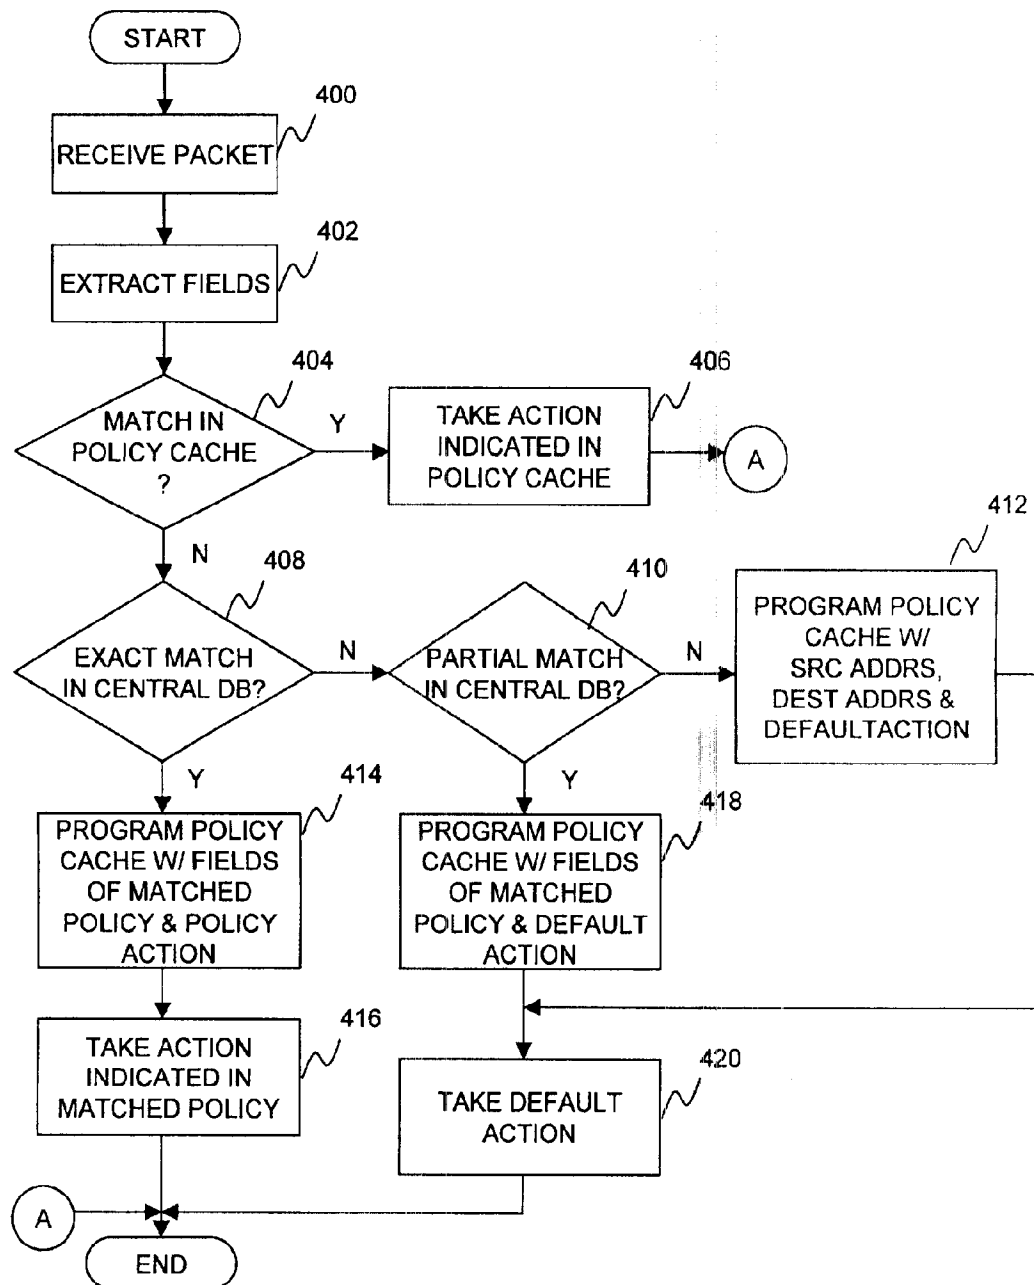 START
400
RECEIVE PACKET
402
EXTRACT FIELDS
404
MATCH IN
POLICY CACHE
?
Y
406
TAKE ACTION
INDICATED IN
POLICY CACHE
A
N
408
EXACT MATCH
IN CENTRAL DB?
N
410
PARTIAL MATCH
IN CENTRAL DB?
N
412
PROGRAM POLICY
CACHE W/
SRC ADDRS,
DEST ADDRS &
DEFAULTACTION
Y
414
PROGRAM POLICY
CACHE W/ FIELDS
OF MATCHED
POLICY & POLICY
ACTION
Y
418
PROGRAM POLICY
CACHE W/ FIELDS
OF MATCHED
POLICY & DEFAULT
ACTION
416
TAKE ACTION
INDICATED IN
MATCHED POLICY
420
TAKE DEFAULT
ACTION
A
END